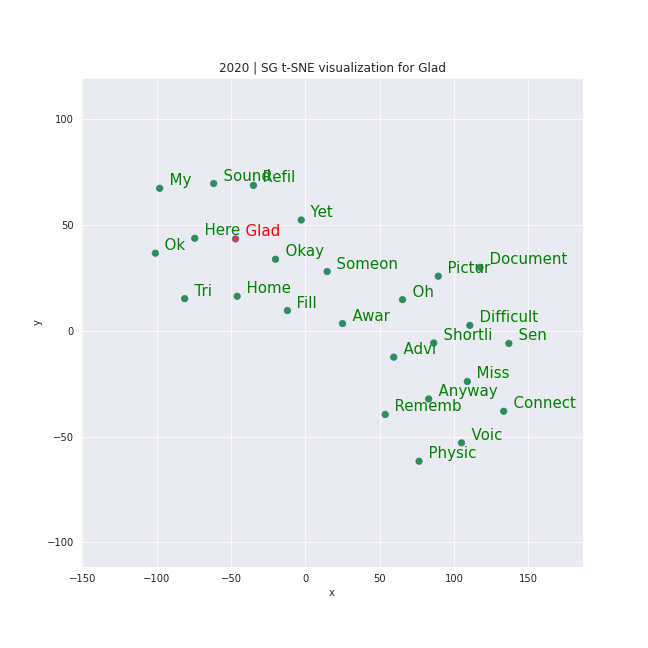 2020 | SG t-SNE visualization for Glad
100
50
0
−50
−100
y
My
Sound
Refil
Yet
Here
Glad
Ok
Okay
Someon
Document
Pictur
Tri
Home
Oh
Fill
Awar
Difficult
Shortli
Sen
Advi
Miss
Anyway
Rememb
Connect
Voic
Physic
−150
−100
−50
0
50
100
150
x